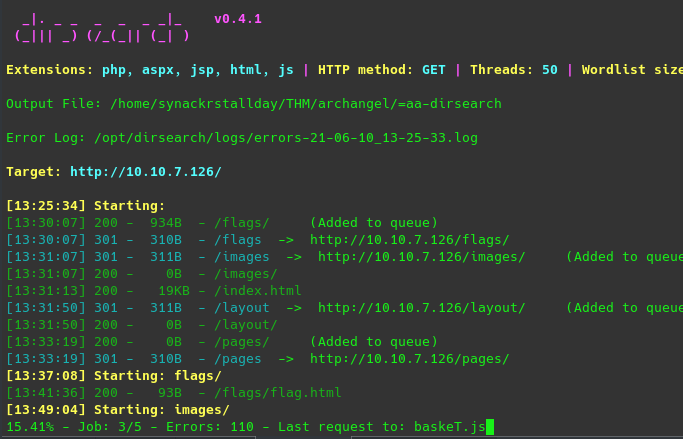 _|. _ _  _  _  _ _|_    v0.4.1
(_||| _) (/_(_|| (_| )
Extensions: php, aspx, jsp, html, js | HTTP method: GET | Threads: 50 | Wordlist size
Output File: /home/synackrstallday/THM/archangel/=aa-dirsearch
Error Log: /opt/dirsearch/logs/errors-21-06-10_13-25-33.log
Target: http://10.10.7.126/
[13:25:34] Starting:
[13:30:07] 200 -  934B  - /flags/     (Added to queue)
[13:30:07] 301 -  310B  - /flags  ->  http://10.10.7.126/flags/
[13:31:07] 301 -  311B  - /images  ->  http://10.10.7.126/images/     (Added to queue
[13:31:07] 200 -    0B  - /images/
[13:31:13] 200 -   19KB - /index.html
[13:31:50] 301 -  311B  - /layout  ->  http://10.10.7.126/layout/     (Added to queue
[13:31:50] 200 -    0B  - /layout/
[13:33:19] 200 -    0B  - /pages/     (Added to queue)
[13:33:19] 301 -  310B  - /pages  ->  http://10.10.7.126/pages/
[13:37:08] Starting: flags/
[13:41:36] 200 -   93B  - /flags/flag.html
[13:49:04] Starting: images/
15.41% - Job: 3/5 - Errors: 110 - Last request to: baskeT.js